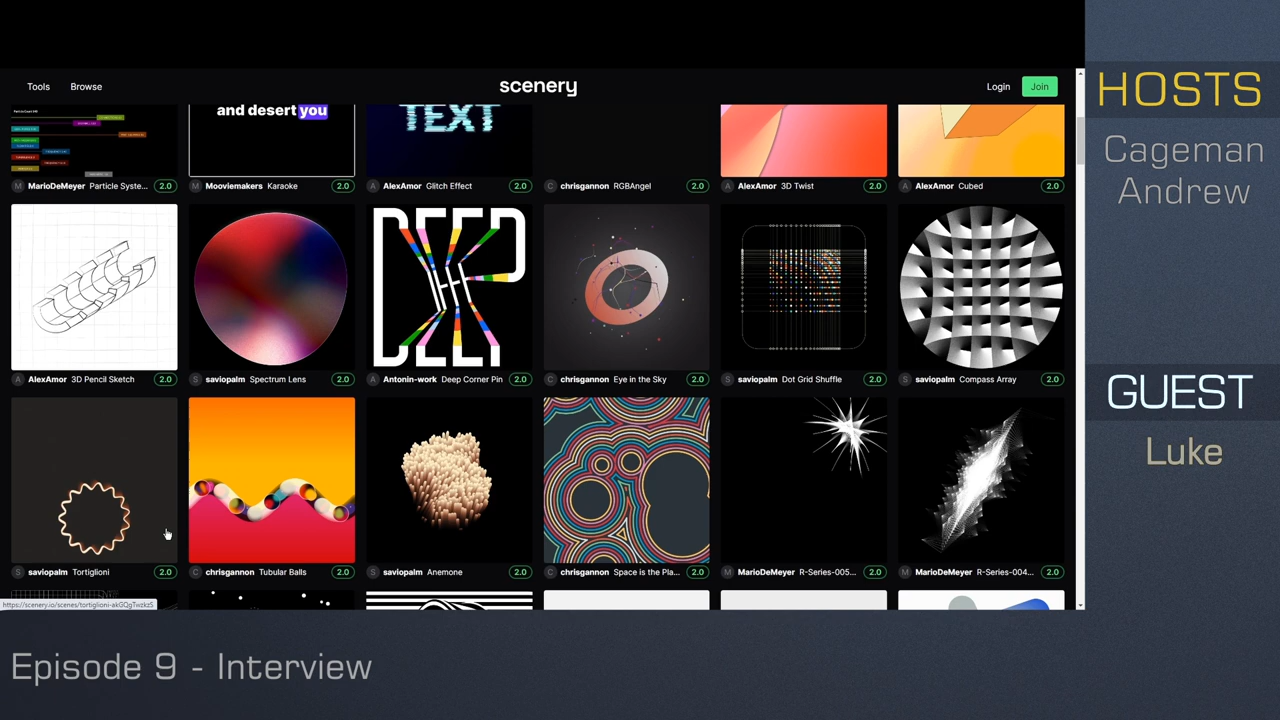 HOSTS
Tools
Browse
scenery
Login
Join
Cageman
Andrew
and desert you
TEXT
M MarioDeMeyer Particle Syste... 2.0
M Mooviemakers Karaoke 2.0
A AlexAmor Glitch Effect 2.0
C chrisgannon RGBAngel 2.0
A AlexAmor 3D Twist 2.0
A AlexAmor Cubed 2.0
DEEP
DEEP
A AlexAmor 3D Pencil Sketch 2.0
S saviopalm Spectrum Lens 2.0
A Antonin-work Deep Corner Pin 2.0
C chrisgannon Eye in the Sky 2.0
S saviopalm Dot Grid Shuffle 2.0
S saviopalm Compass Array 2.0
GUEST
Luke
S saviopalm Tortiglioni 2.0
C chrisgannon Tubular Balls 2.0
S saviopalm Anemone 2.0
C chrisgannon Space is the Pla... 2.0
M MarioDeMeyer R-Series-005... 2.0
M MarioDeMeyer R-Series-004... 2.0
Episode 9 - Interview